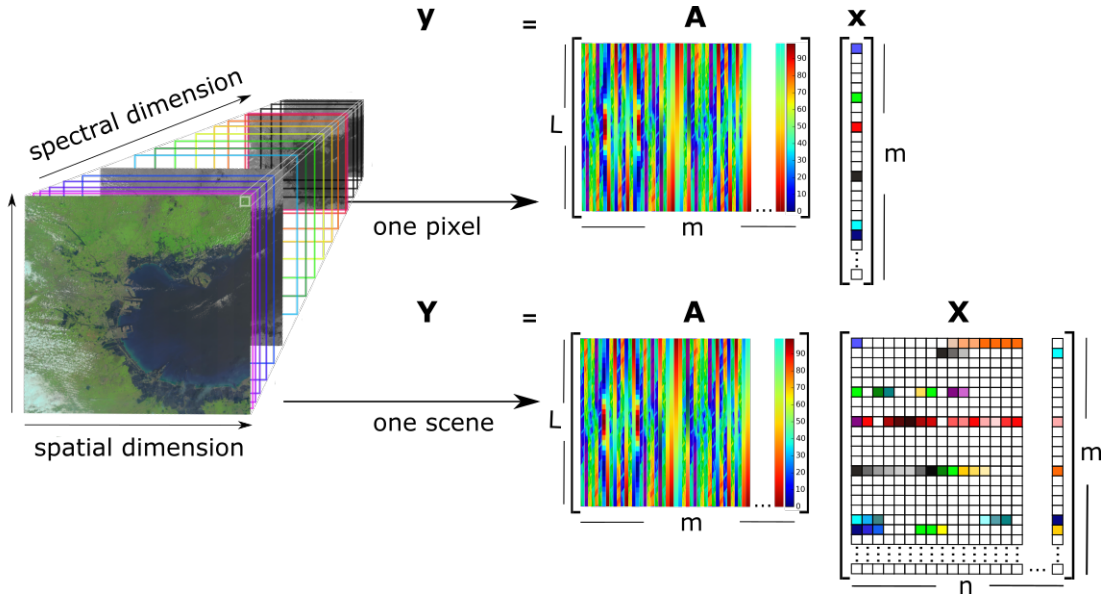 y = A x
spectral dimension
L
m
...
90
80
70
60
50
40
30
20
10
0
m
one pixel
Y = A X
L
m
...
90
80
70
60
50
40
30
20
10
0
m
n
...
one scene
spatial dimension